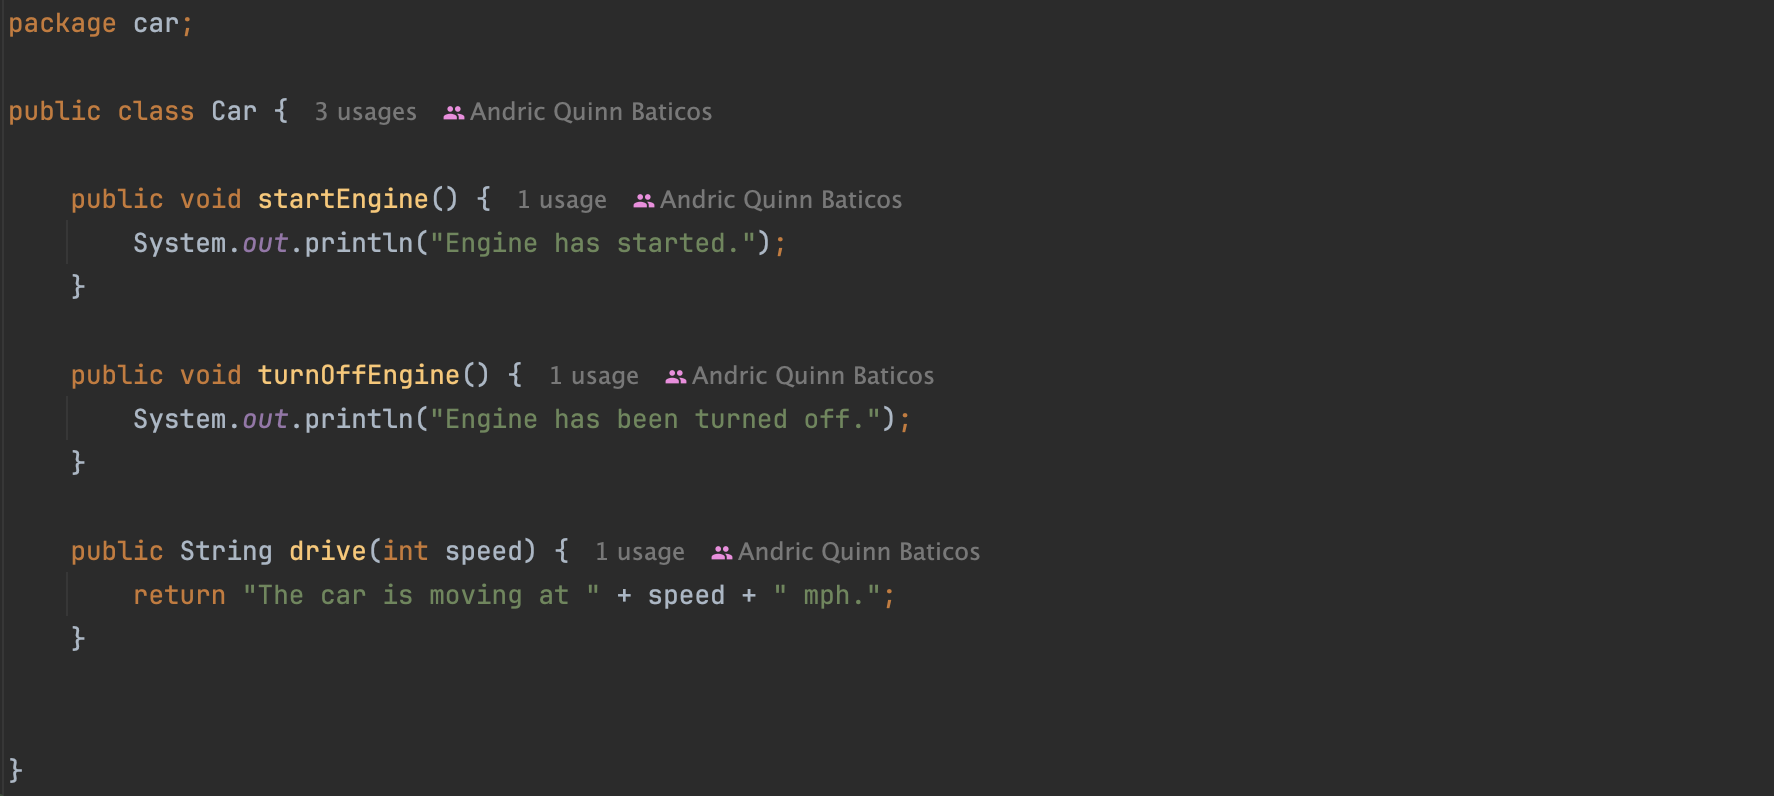 package car;
public class Car { 3 usages Andric Quinn Baticos
public void startEngine() { 1 usage Andric Quinn Baticos
System.out.println("Engine has started.");
}
public void turnOffEngine() { 1 usage Andric Quinn Baticos
System.out.println("Engine has been turned off.");
}
public String drive(int speed) { 1 usage Andric Quinn Baticos
return "The car is moving at " + speed + " mph.";
}
}